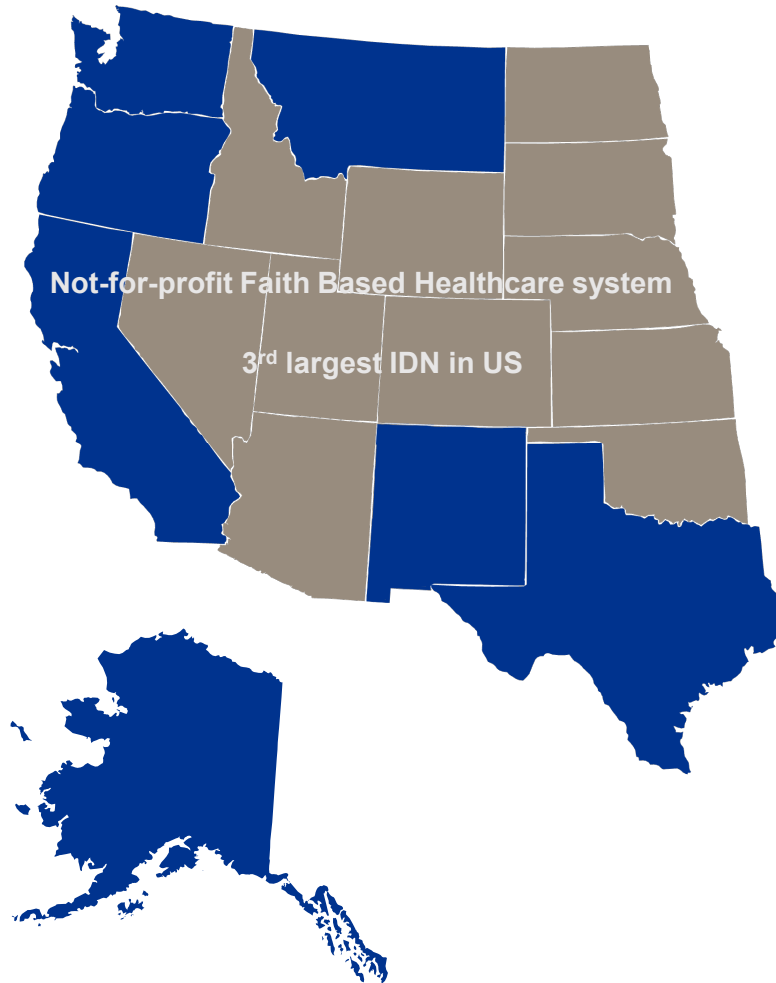 Not-for-profit Faith Based Healthcare system
3rd largest IDN in US